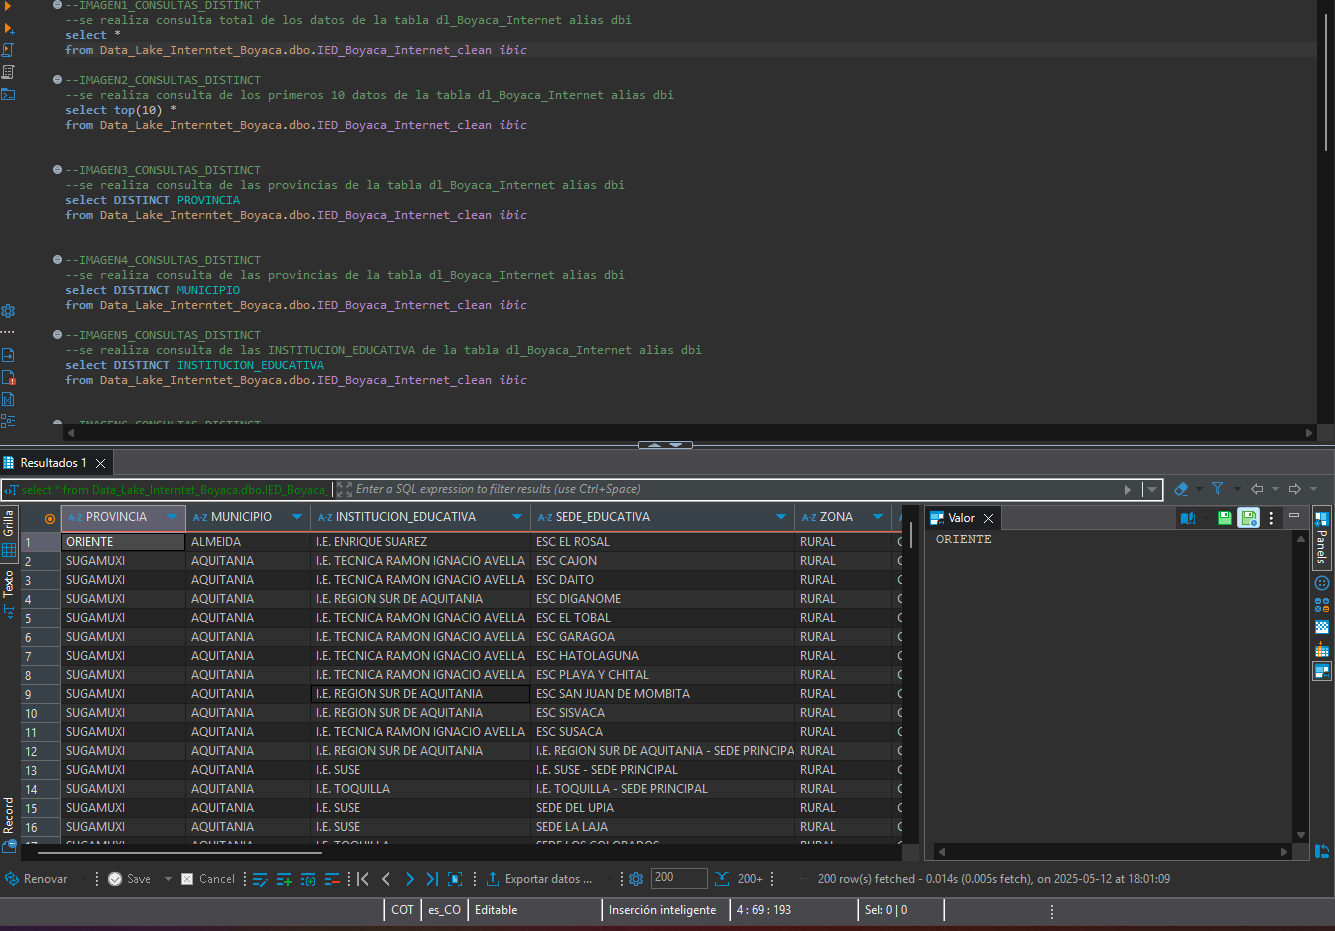 --IMAGEN1_CONSULTAS_DISTINCT
--se realiza consulta total de los datos de la tabla dl_Boyaca_Internet alias dbi
select *
from Data_Lake_Interntet_Boyaca.dbo.IED_Boyaca_Internet_clean ibic
--IMAGEN2_CONSULTAS_DISTINCT
--se realiza consulta de los primeros 10 datos de la tabla dl_Boyaca_Internet alias dbi
select top(10) *
from Data_Lake_Interntet_Boyaca.dbo.IED_Boyaca_Internet_clean ibic
--IMAGEN3_CONSULTAS_DISTINCT
--se realiza consulta de las provincias de la tabla dl_Boyaca_Internet alias dbi
select DISTINCT PROVINCIA
from Data_Lake_Interntet_Boyaca.dbo.IED_Boyaca_Internet_clean ibic
--IMAGEN4_CONSULTAS_DISTINCT
--se realiza consulta de las provincias de la tabla dl_Boyaca_Internet alias dbi
select DISTINCT MUNICIPIO
from Data_Lake_Interntet_Boyaca.dbo.IED_Boyaca_Internet_clean ibic
--IMAGEN5_CONSULTAS_DISTINCT
--se realiza consulta de las INSTITUCION_EDUCATIVA de la tabla dl_Boyaca_Internet alias dbi
select DISTINCT INSTITUCION_EDUCATIVA
from Data_Lake_Interntet_Boyaca.dbo.IED_Boyaca_Internet_clean ibic
Resultados 1
select * from Data_Lake_Interntet_Boyaca.dbo.IED_Boyaca_ Enter a SQL expression to filter results (use Ctrl+Space)
Grilla
Texto
Record
PROVINCIA MUNICIPIO INSTITUCION_EDUCATIVA SEDE_EDUCATIVA ZONA
1 ORIENTE ALMEIDA I.E. ENRIQUE SUAREZ ESC EL ROSAL RURAL
2 SUGAMUXI AQUITANIA I.E. TECNICA RAMON IGNACIO AVELLA ESC CAJON RURAL
3 SUGAMUXI AQUITANIA I.E. TECNICA RAMON IGNACIO AVELLA ESC DAITO RURAL
4 SUGAMUXI AQUITANIA I.E. REGION SUR DE AQUITANIA ESC DIGANOME RURAL
5 SUGAMUXI AQUITANIA I.E. TECNICA RAMON IGNACIO AVELLA ESC EL TOBAL RURAL
6 SUGAMUXI AQUITANIA I.E. TECNICA RAMON IGNACIO AVELLA ESC GARAGOA RURAL
7 SUGAMUXI AQUITANIA I.E. TECNICA RAMON IGNACIO AVELLA ESC HATOLAGUNA RURAL
8 SUGAMUXI AQUITANIA I.E. TECNICA RAMON IGNACIO AVELLA ESC PLAYA Y CHITAL RURAL
9 SUGAMUXI AQUITANIA I.E. REGION SUR DE AQUITANIA ESC SAN JUAN DE MOMBITA RURAL
10 SUGAMUXI AQUITANIA I.E. REGION SUR DE AQUITANIA ESC SISVACA RURAL
11 SUGAMUXI AQUITANIA I.E. TECNICA RAMON IGNACIO AVELLA ESC SUSACA RURAL
12 SUGAMUXI AQUITANIA I.E. REGION SUR DE AQUITANIA I.E. REGION SUR DE AQUITANIA - SEDE PRINCIPA RURAL
13 SUGAMUXI AQUITANIA I.E. SUSE I.E. SUSE - SEDE PRINCIPAL RURAL
14 SUGAMUXI AQUITANIA I.E. TOQUILLA I.E. TOQUILLA - SEDE PRINCIPAL RURAL
15 SUGAMUXI AQUITANIA I.E. SUSE SEDE DEL UPIA RURAL
16 SUGAMUXI AQUITANIA I.E. SUSE SEDE LA LAJA RURAL
Valor
ORIENTE
Panels
Renovar Save Cancel Exportar datos ... 200 200+ 200 row(s) fetched - 0.014s (0.005s fetch), on 2025-05-12 at 18:01:09
COT es_CO Editable Inserción inteligente 4 : 69 : 193 Sel: 0 | 0